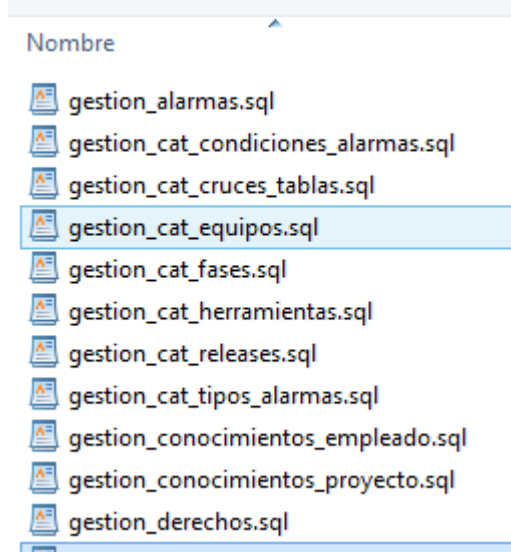 Nombre
gestion_alarmas.sql
gestion_cat_condiciones_alarmas.sql
gestion_cat_cruces_tablas.sql
gestion_cat_equipos.sql
gestion_cat_fases.sql
gestion_cat_herramientas.sql
gestion_cat_releases.sql
gestion_cat_tipos_alarmas.sql
gestion_conocimientos_empleado.sql
gestion_conocimientos_proyecto.sql
gestion_derechos.sql